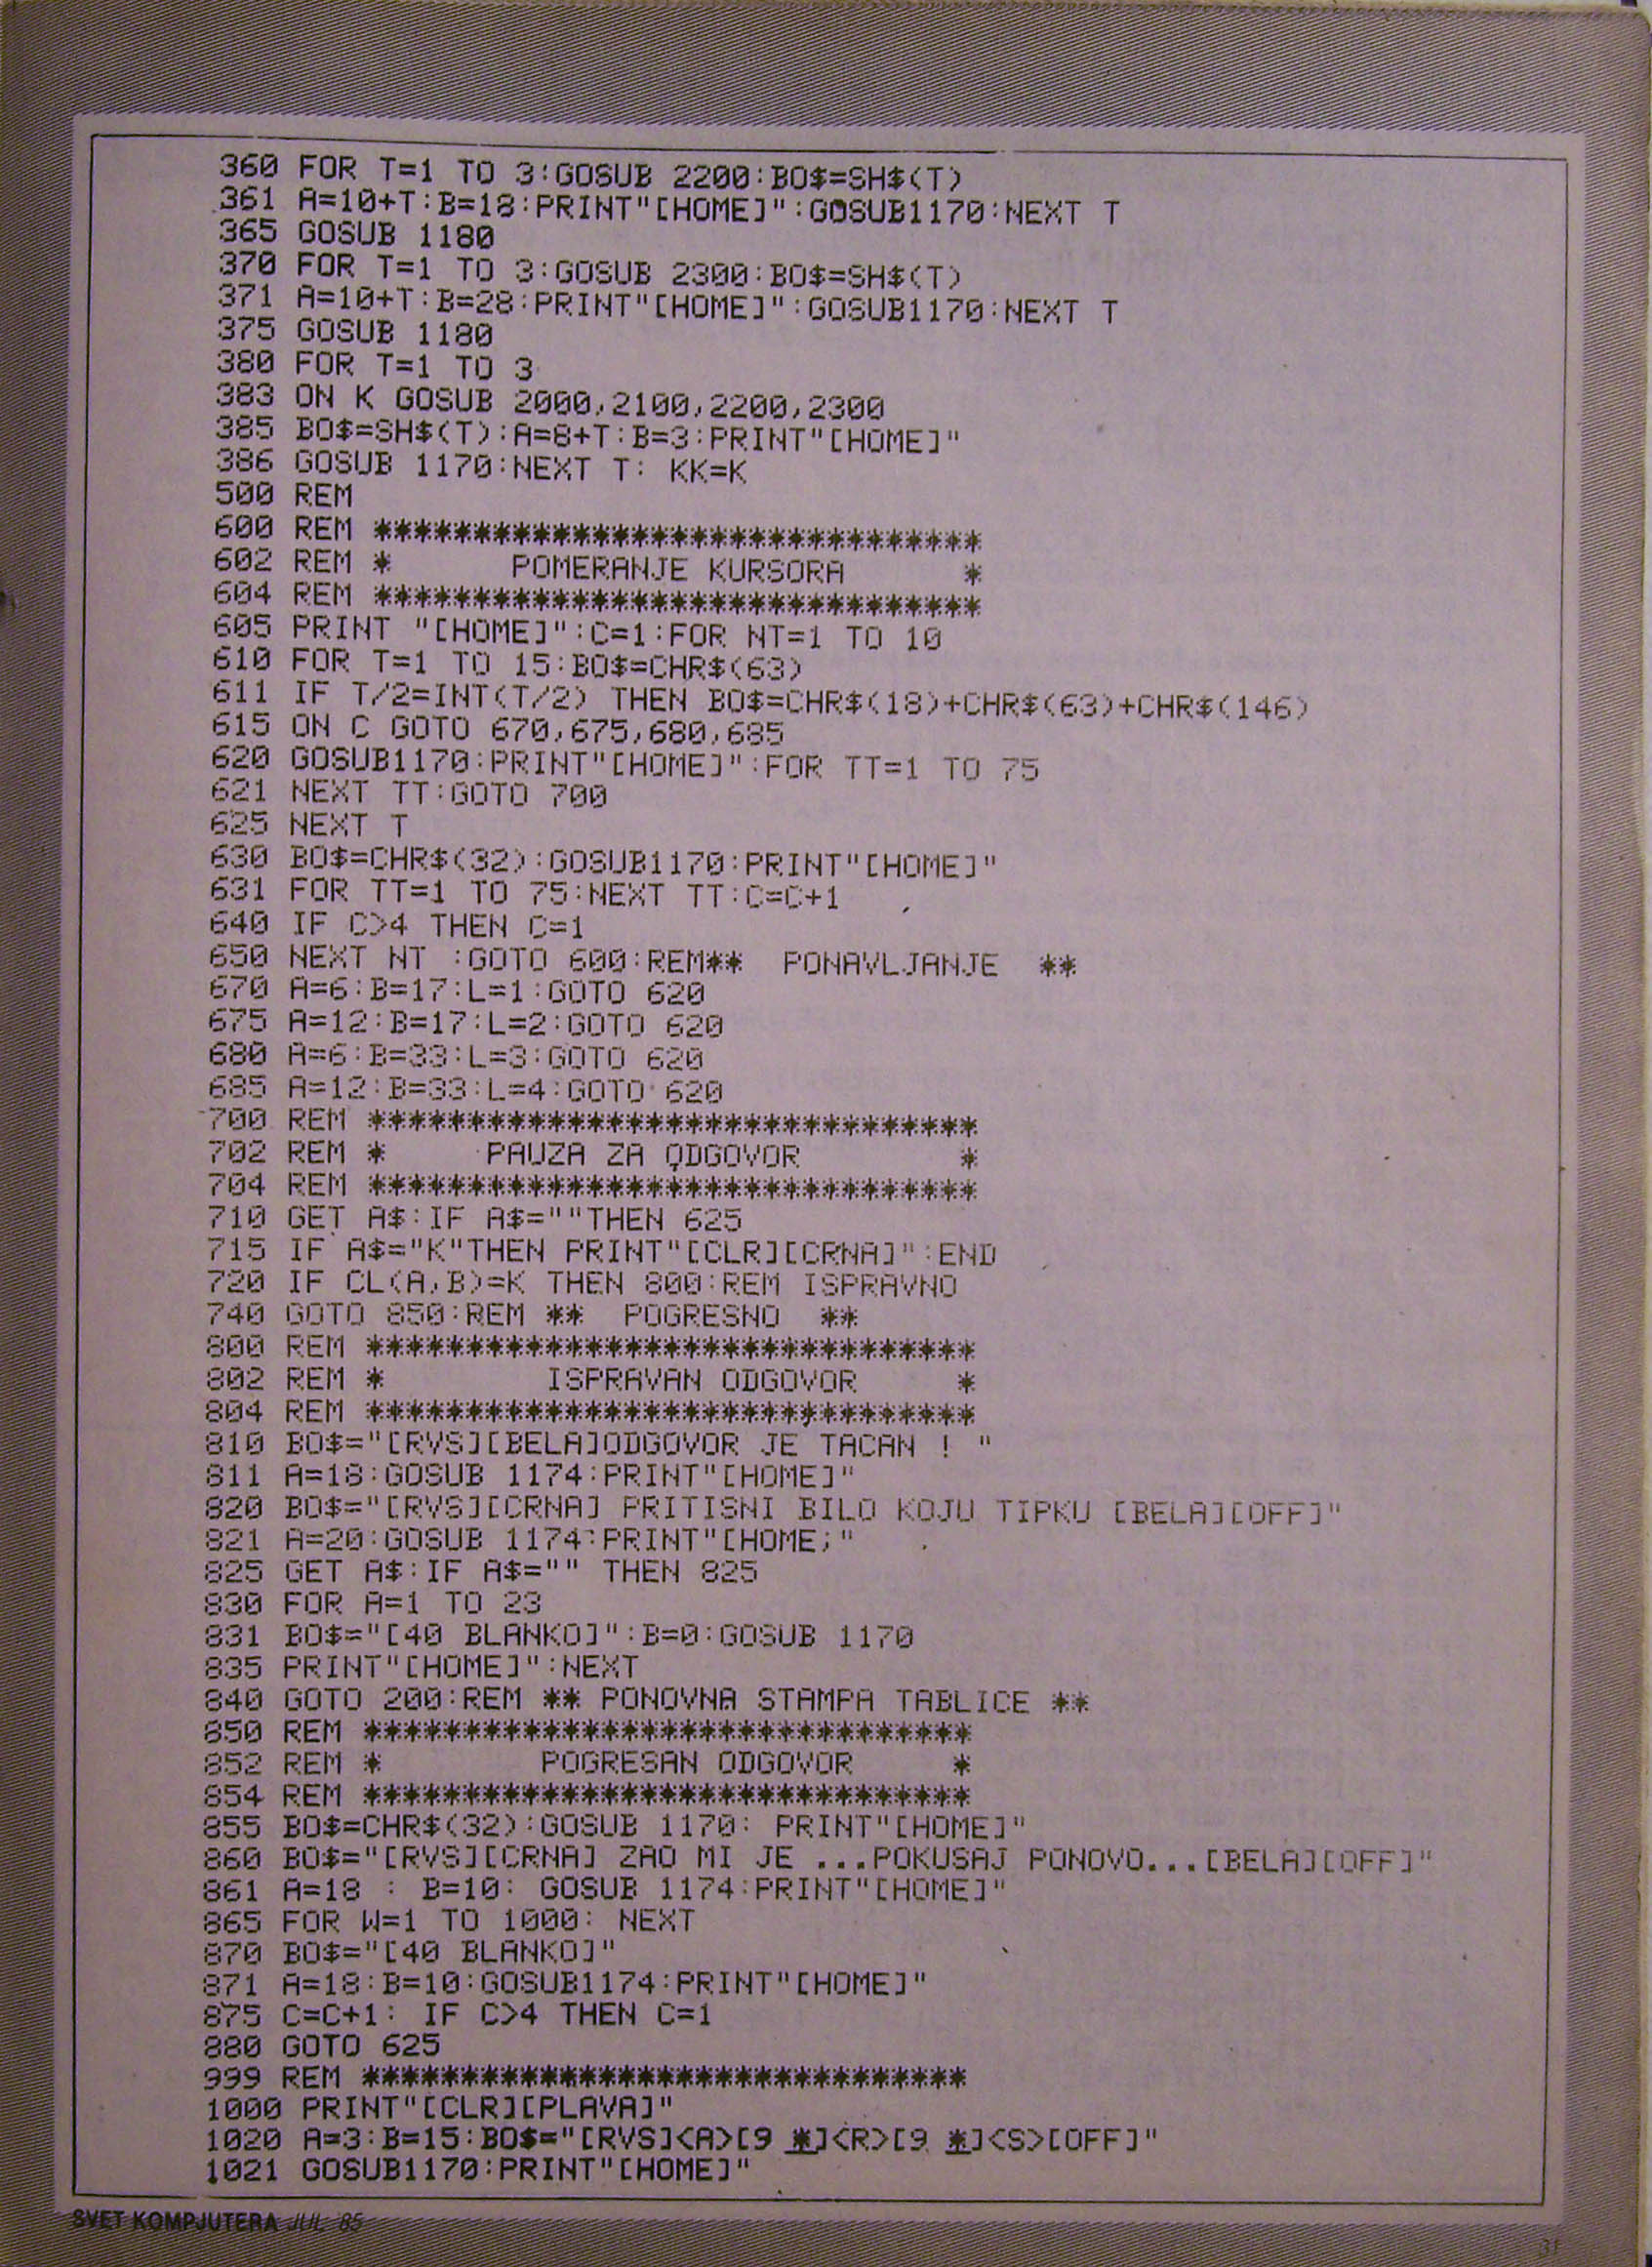 360 FOR T=1 TO 3:GOSUB 2200:BO$=SH$(T)
361 A=10+T:B=18:PRINT"[HOME]":GOSUB1170:NEXT T
365 GOSUB 1180
370 FOR T=1 TO 3:GOSUB 2300:BO$=SH$(T)
371 A=10+T:B=28:PRINT"[HOME]":GOSUB1170:NEXT T
375 GOSUB 1180
380 FOR T=1 TO 3
383 ON K GOSUB 2000,2100,2200,2300
385 BO$=SH$(T):A=8+T:B=3:PRINT"[HOME]"
386 GOSUB 1170:NEXT T: KK=K
500 REM
600 REM *******************************
602 REM *      POMERANJE KURSORA      *
604 REM *******************************
605 PRINT "[HOME]":C=1:FOR NT=1 TO 10
610 FOR T=1 TO 15:BO$=CHR$(63)
611 IF T/2=INT(T/2) THEN BO$=CHR$(18)+CHR$(63)+CHR$(146)
615 ON C GOTO 670,675,680,685
620 GOSUB1170:PRINT"[HOME]":FOR TT=1 TO 75
621 NEXT TT:GOTO 700
625 NEXT T
630 BO$=CHR$(32):GOSUB1170:PRINT"[HOME]"
631 FOR TT=1 TO 75:NEXT TT:C=C+1
640 IF C>4 THEN C=1
650 NEXT NT :GOTO 600:REM**  PONAVLJANJE  **
670 A=6:B=17:L=1:GOTO 620
675 A=12:B=17:L=2:GOTO 620
680 A=6:B=33:L=3:GOTO 620
685 A=12:B=33:L=4:GOTO 620
700 REM *******************************
702 REM *     PAUZA ZA ODGOVOR        *
704 REM *******************************
710 GET A$:IF A$=""THEN 625
715 IF A$="K"THEN PRINT"[CLR][CRNA]":END
720 IF CL(A,B)=K THEN 800:REM ISPRAVNO
740 GOTO 850:REM **  POGRESNO  **
800 REM *******************************
802 REM *        ISPRAVAN ODGOVOR     *
804 REM *******************************
810 BO$="[RVS][BELA]ODGOVOR JE TACAN ! "
811 A=18:GOSUB 1174:PRINT"[HOME]"
820 BO$="[RVS][CRNA] PRITISNI BILO KOJU TIPKU [BELA][OFF]"
821 A=20:GOSUB 1174:PRINT"[HOME;"
825 GET A$:IF A$="" THEN 825
830 FOR A=1 TO 23
831 BO$="[40 BLANKO]":B=0:GOSUB 1170
835 PRINT"[HOME]":NEXT
840 GOTO 200:REM ** PONOVNA STAMPA TABLICE **
850 REM *******************************
852 REM *        POGRESAN ODGOVOR     *
854 REM *******************************
855 BO$=CHR$(32):GOSUB 1170: PRINT"[HOME]"
860 BO$="[RVS][CRNA] ZAO MI JE ...POKUSAJ PONOVO...[BELA][OFF]"
861 A=18 : B=10: GOSUB 1174:PRINT"[HOME]"
865 FOR W=1 TO 1000: NEXT
870 BO$="[40 BLANKO]"
871 A=18:B=10:GOSUB1174:PRINT"[HOME]"
875 C=C+1: IF C>4 THEN C=1
880 GOTO 625
999 REM *******************************
1000 PRINT"[CLR][PLAVA]"
1020 A=3:B=15:BO$="[RVS]<A>[9 *]<R>[9 *]<S>[OFF]"
1021 GOSUB1170:PRINT"[HOME]"
SVET KOMPJUTERA JUL '85
31